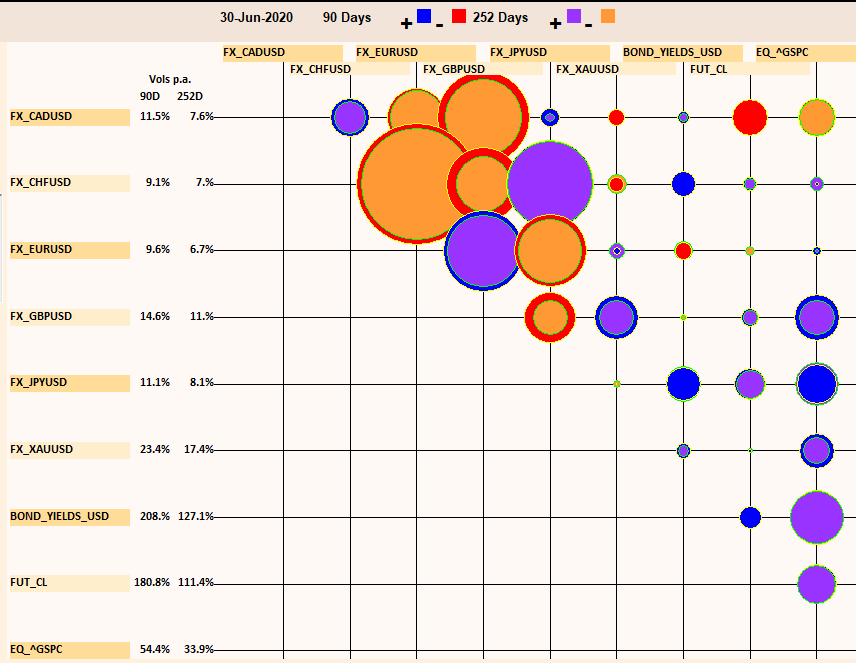 30-Jun-2020 90 Days + - 252 Days + -
FX_CADUSD FX_EURUSD FX_JPYUSD BOND_YIELDS_USD EQ_^GSPC
FX_CHFUSD FX_GBPUSD FX_XAUUSD FUT_CL
Vols p.a.
90D 252D
FX_CADUSD 11.5% 7.6%
FX_CHFUSD 9.1% 7.%
FX_EURUSD 9.6% 6.7%
FX_GBPUSD 14.6% 11.%
FX_JPYUSD 11.1% 8.1%
FX_XAUUSD 23.4% 17.4%
BOND_YIELDS_USD 208.% 127.1%
FUT_CL 180.8% 111.4%
EQ_^GSPC 54.4% 33.9%